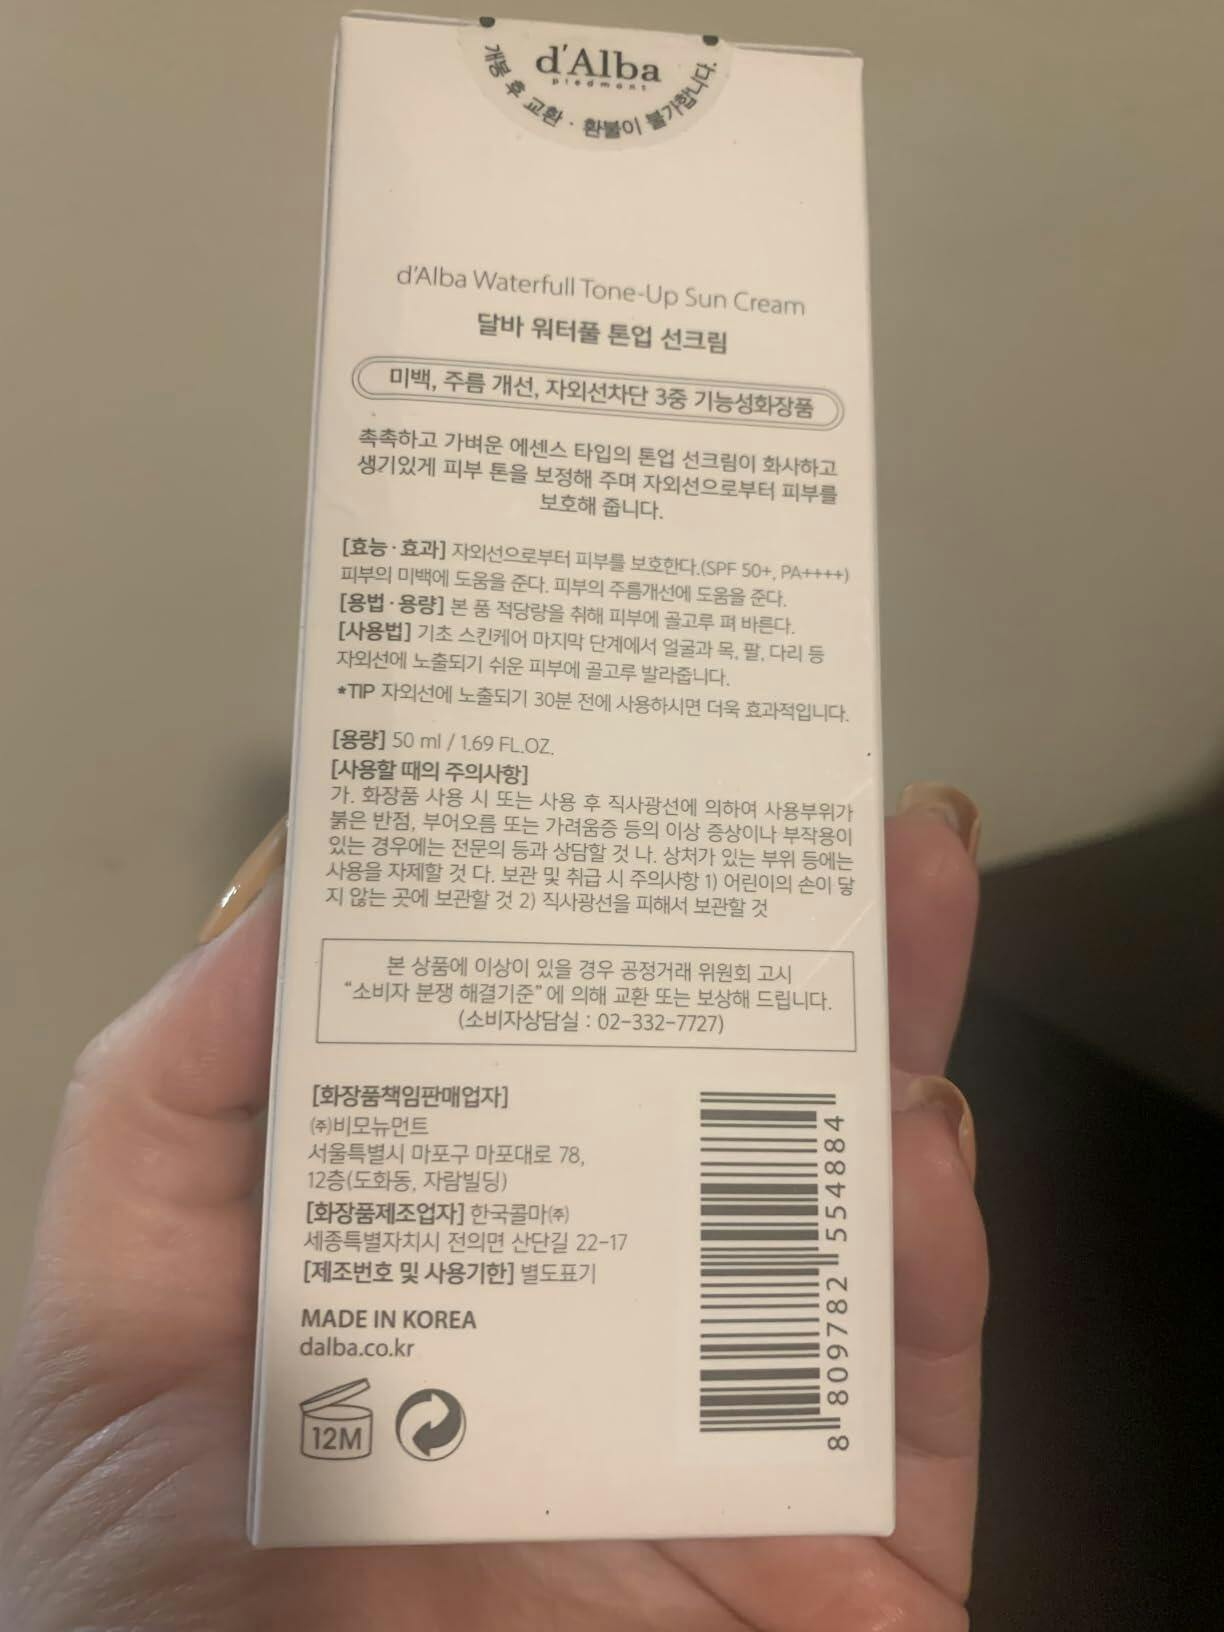 d'Alba
piedmont
개봉 후 교환 · 환불이 불가합니다.
d'Alba Waterfull Tone-Up Sun Cream
달바 워터풀 톤업 선크림
미백, 주름 개선, 자외선차단 3중 기능성화장품
촉촉하고 가벼운 에센스 타입의 톤업 선크림이 화사하고
생기있게 피부 톤을 보정해 주며 자외선으로부터 피부를
보호해 줍니다.
[효능·효과] 자외선으로부터 피부를 보호한다.(SPF 50+, PA++++)
피부의 미백에 도움을 준다. 피부의 주름개선에 도움을 준다.
[용법·용량] 본 품 적당량을 취해 피부에 골고루 펴 바른다.
[사용법] 기초 스킨케어 마지막 단계에서 얼굴과 목, 팔, 다리 등
자외선에 노출되기 쉬운 피부에 골고루 발라줍니다.
*TIP 자외선에 노출되기 30분 전에 사용하시면 더욱 효과적입니다.
[용량] 50 ml / 1.69 FL.OZ.
[사용할 때의 주의사항]
가. 화장품 사용 시 또는 사용 후 직사광선에 의하여 사용부위가
붉은 반점, 부어오름 또는 가려움증 등의 이상 증상이나 부작용이
있는 경우에는 전문의 등과 상담할 것 나. 상처가 있는 부위 등에는
사용을 자제할 것 다. 보관 및 취급 시 주의사항 1) 어린이의 손이 닿
지 않는 곳에 보관할 것 2) 직사광선을 피해서 보관할 것
본 상품에 이상이 있을 경우 공정거래 위원회 고시
“소비자 분쟁 해결기준”에 의해 교환 또는 보상해 드립니다.
(소비자상담실 : 02-332-7727)
[화장품책임판매업자]
㈜비모뉴먼트
서울특별시 마포구 마포대로 78,
12층(도화동, 자람빌딩)
[화장품제조업자] 한국콜마㈜
세종특별자치시 전의면 산단길 22-17
[제조번호 및 사용기한] 별도표기
MADE IN KOREA
dalba.co.kr
12M
8 809782 554884